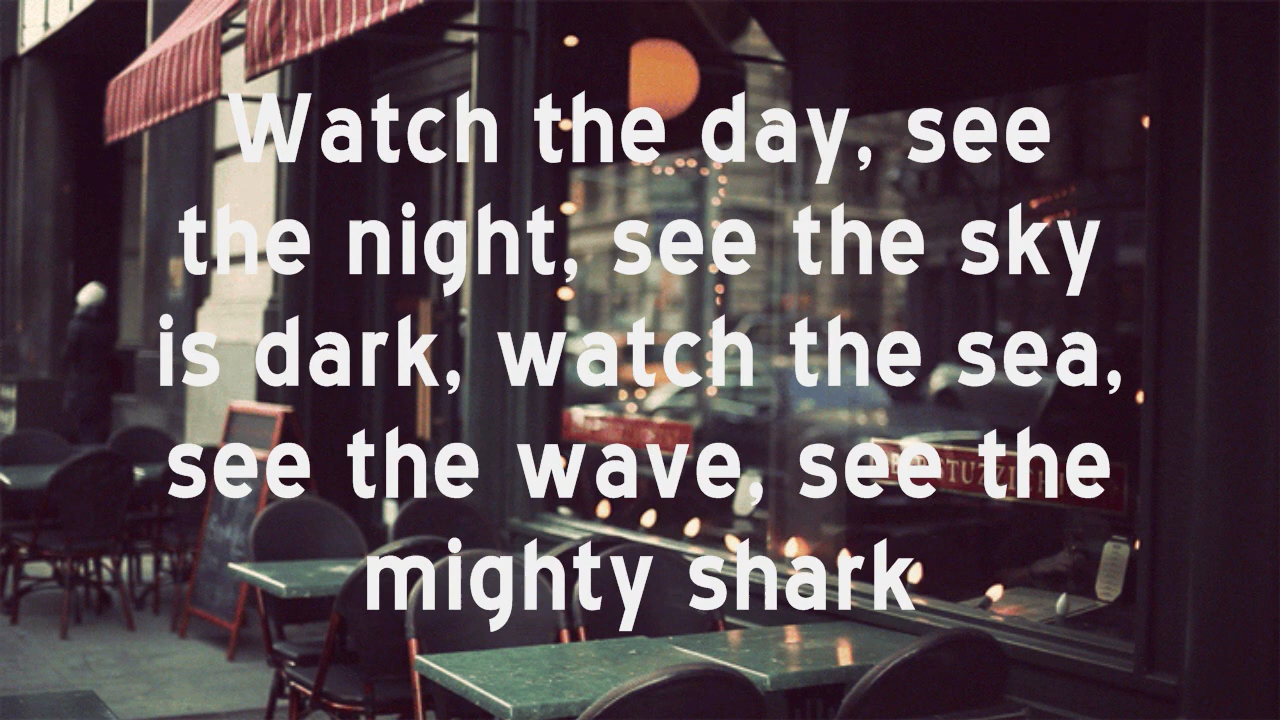 Watch the day, see
the night, see the sky
is dark, watch the sea,
see the wave, see the
mighty shark